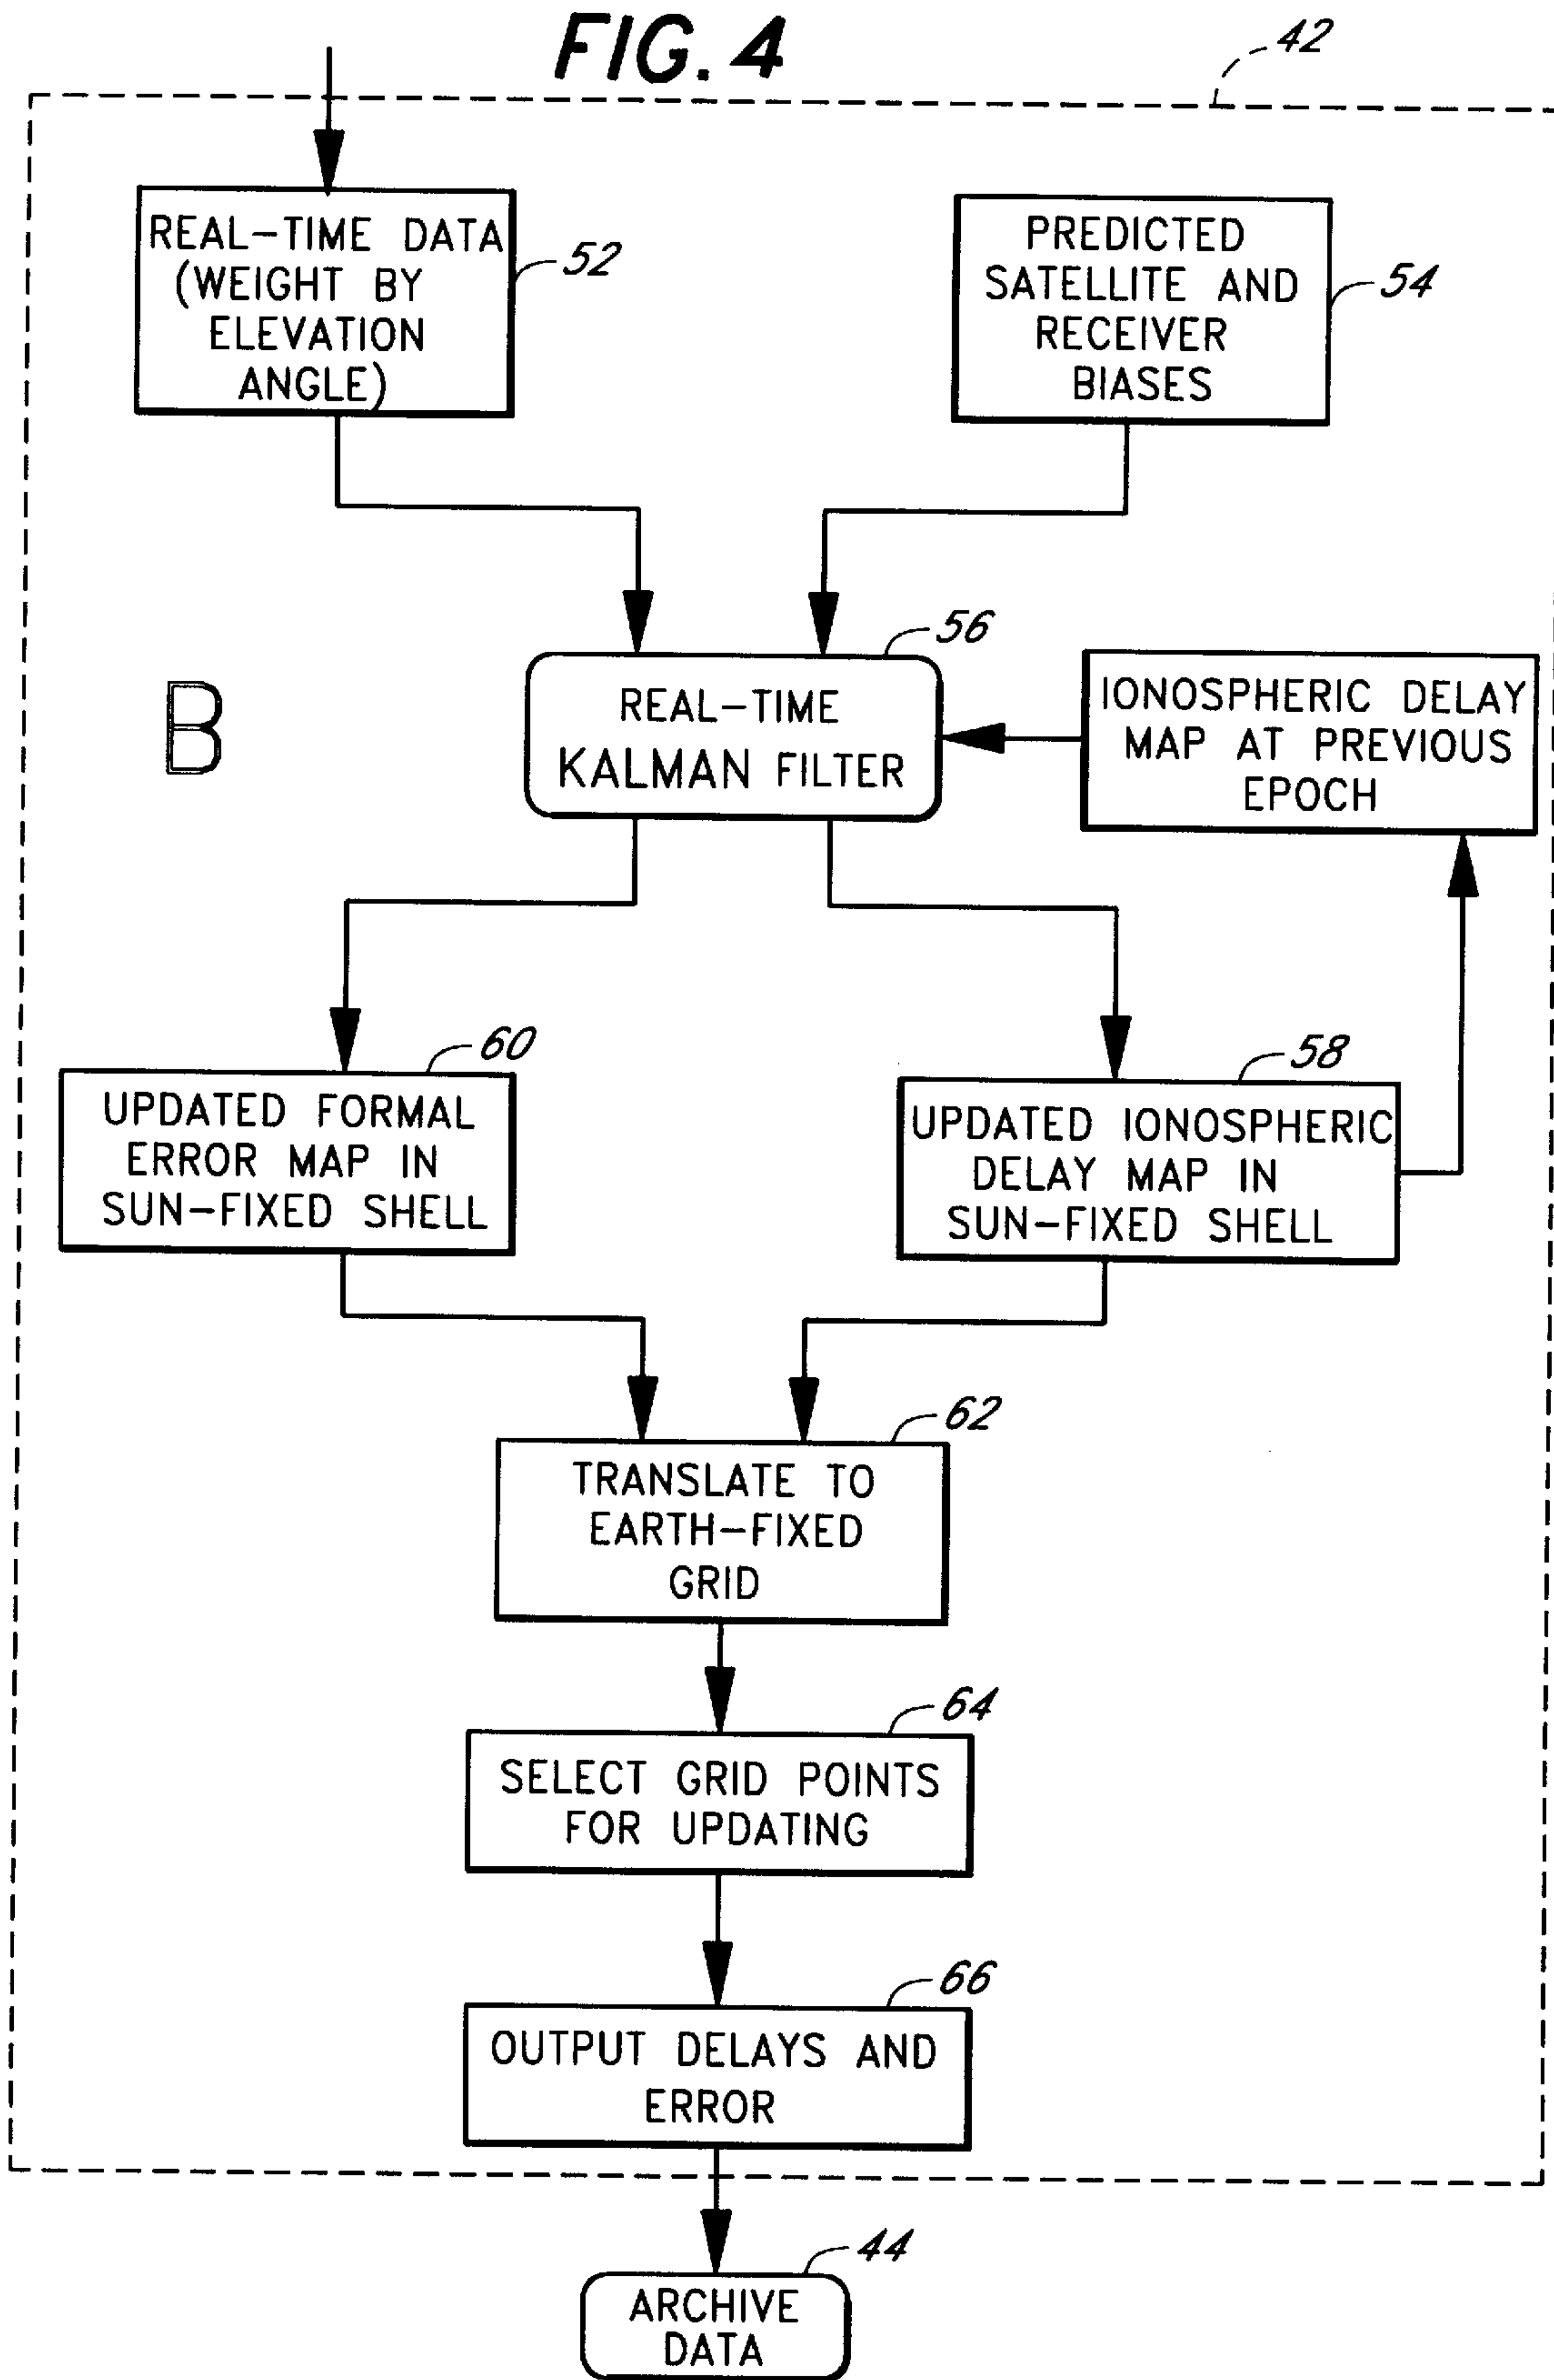 FIG. 4
42
REAL-TIME DATA
(WEIGHT BY
ELEVATION
ANGLE)
52
PREDICTED
SATELLITE AND
RECEIVER
BIASES
54
B
REAL-TIME
KALMAN FILTER
56
IONOSPHERIC DELAY
MAP AT PREVIOUS
EPOCH
60
UPDATED FORMAL
ERROR MAP IN
SUN-FIXED SHELL
58
UPDATED IONOSPHERIC
DELAY MAP IN
SUN-FIXED SHELL
62
TRANSLATE TO
EARTH-FIXED
GRID
64
SELECT GRID POINTS
FOR UPDATING
66
OUTPUT DELAYS AND
ERROR
44
ARCHIVE
DATA